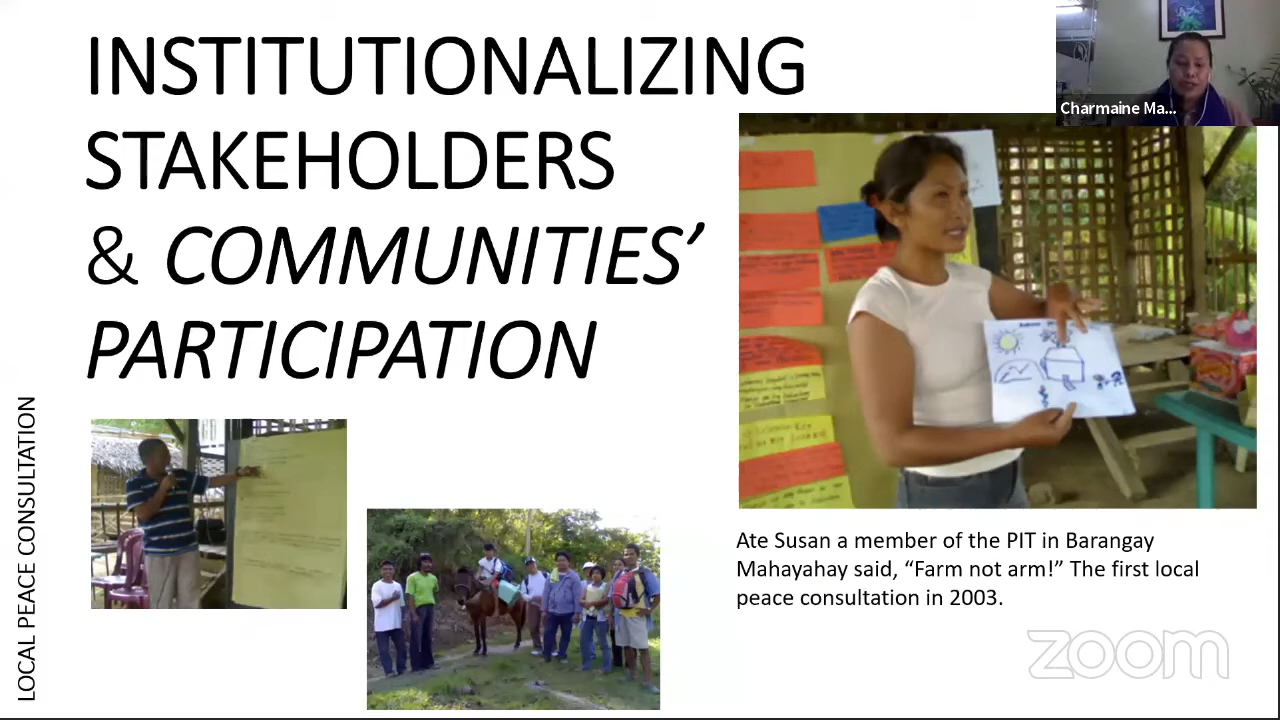 INSTITUTIONALIZING
STAKEHOLDERS
& COMMUNITIES’
PARTICIPATION
Charmaine Ma...
LOCAL PEACE CONSULTATION
Ate Susan a member of the PIT in Barangay
Mahayahay said, “Farm not arm!” The first local
peace consultation in 2003.
zoom